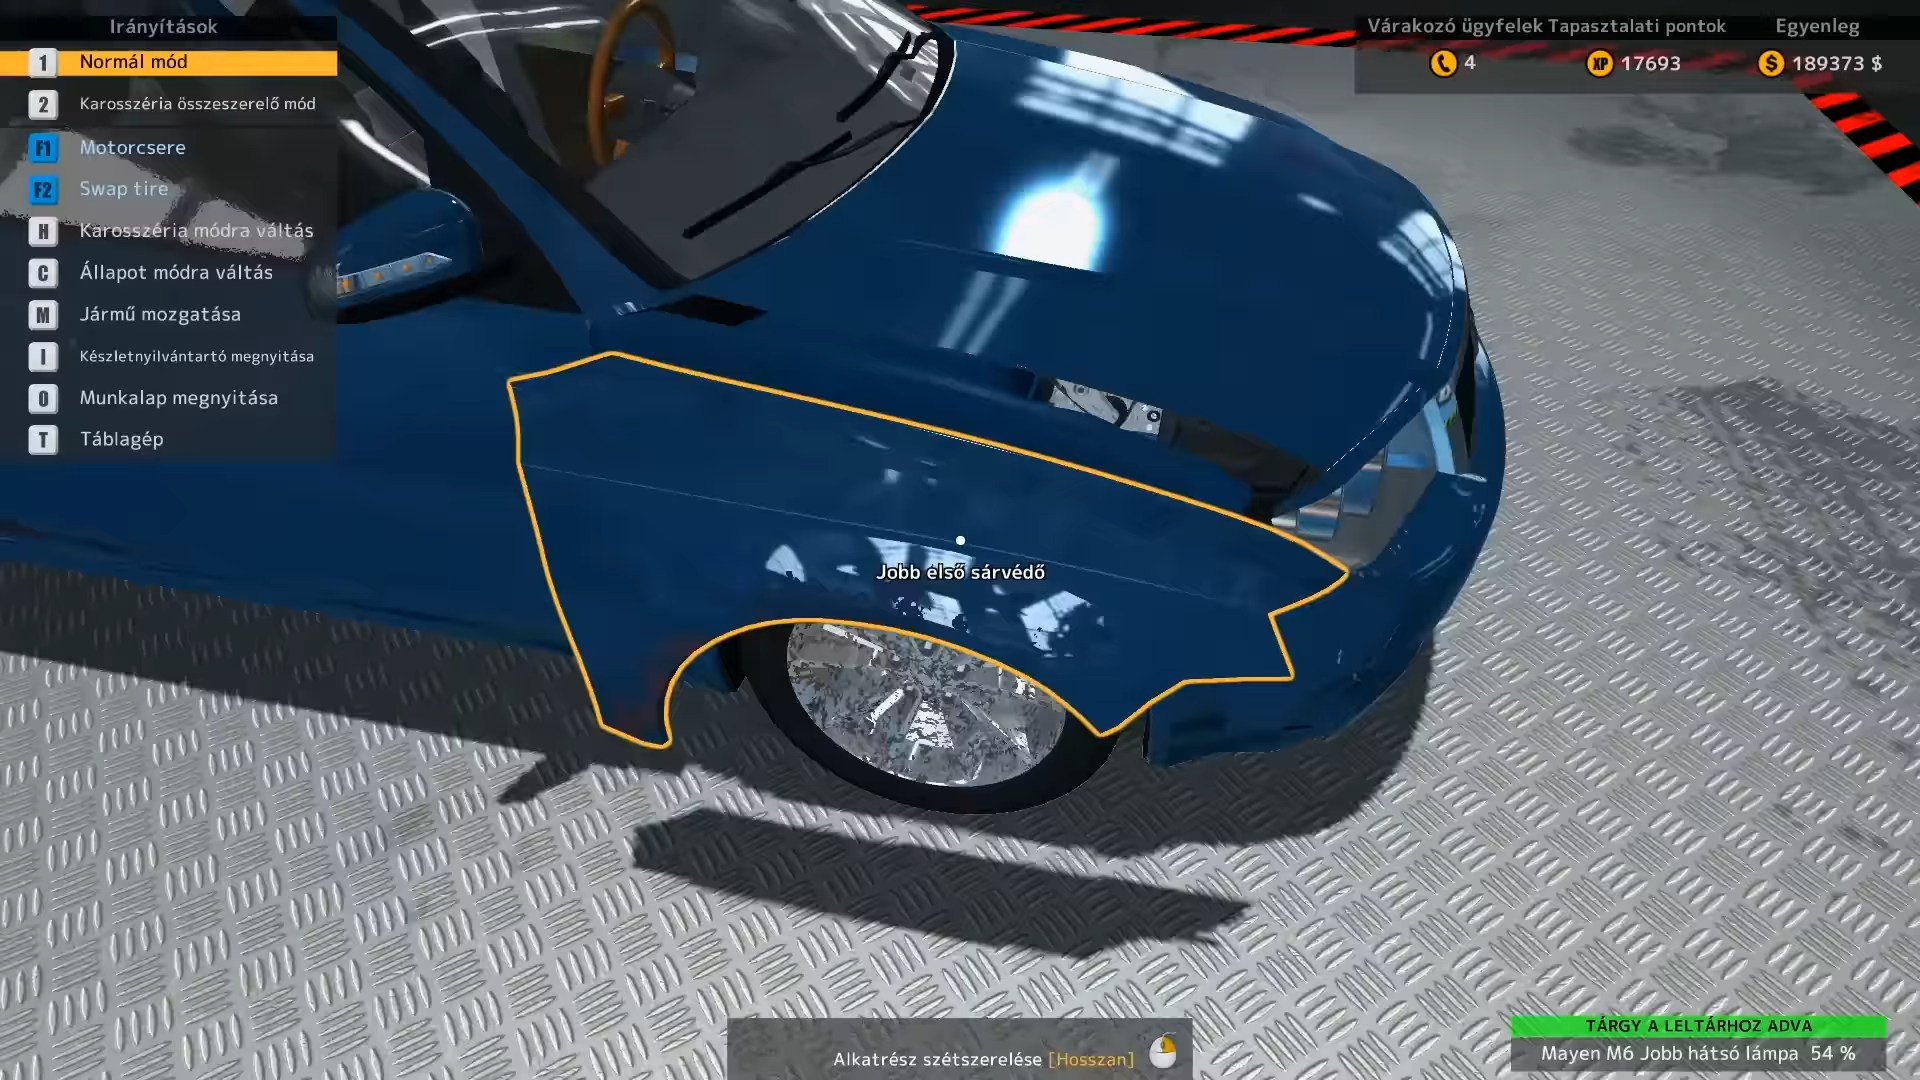 Irányítások
1 Normál mód
2 Karosszéria összeszerelő mód
F1 Motorcsere
F2 Swap tire
H Karosszéria módra váltás
C Állapot módra váltás
M Jármű mozgatása
I Készletnyilvántartó megnyitása
O Munkalap megnyitása
T Táblagép
Várakozó ügyfelek Tapasztalati pontok Egyenleg
4 XP 17693 $ 189373 $
Jobb első sárvédő
Alkatrész szétszerelése [Hosszan]
TÁRGY A LELTÁRHOZ ADVA
Mayen M6 Jobb hátsó lámpa 54 %